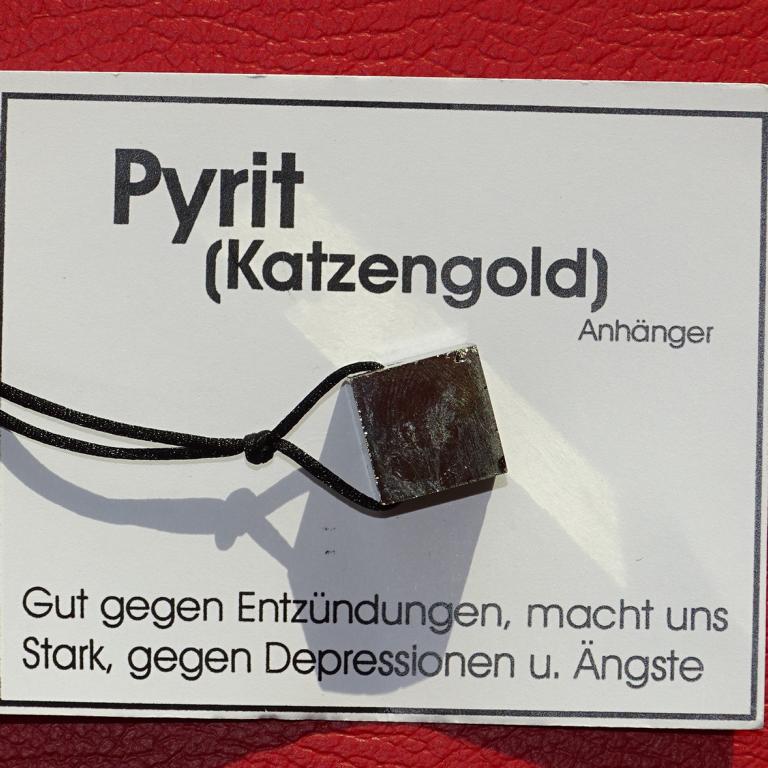 Pyrit
(Katzengold)
Anhänger
Gut gegen Entzündungen, macht uns
Stark, gegen Depressionen u. Ängste